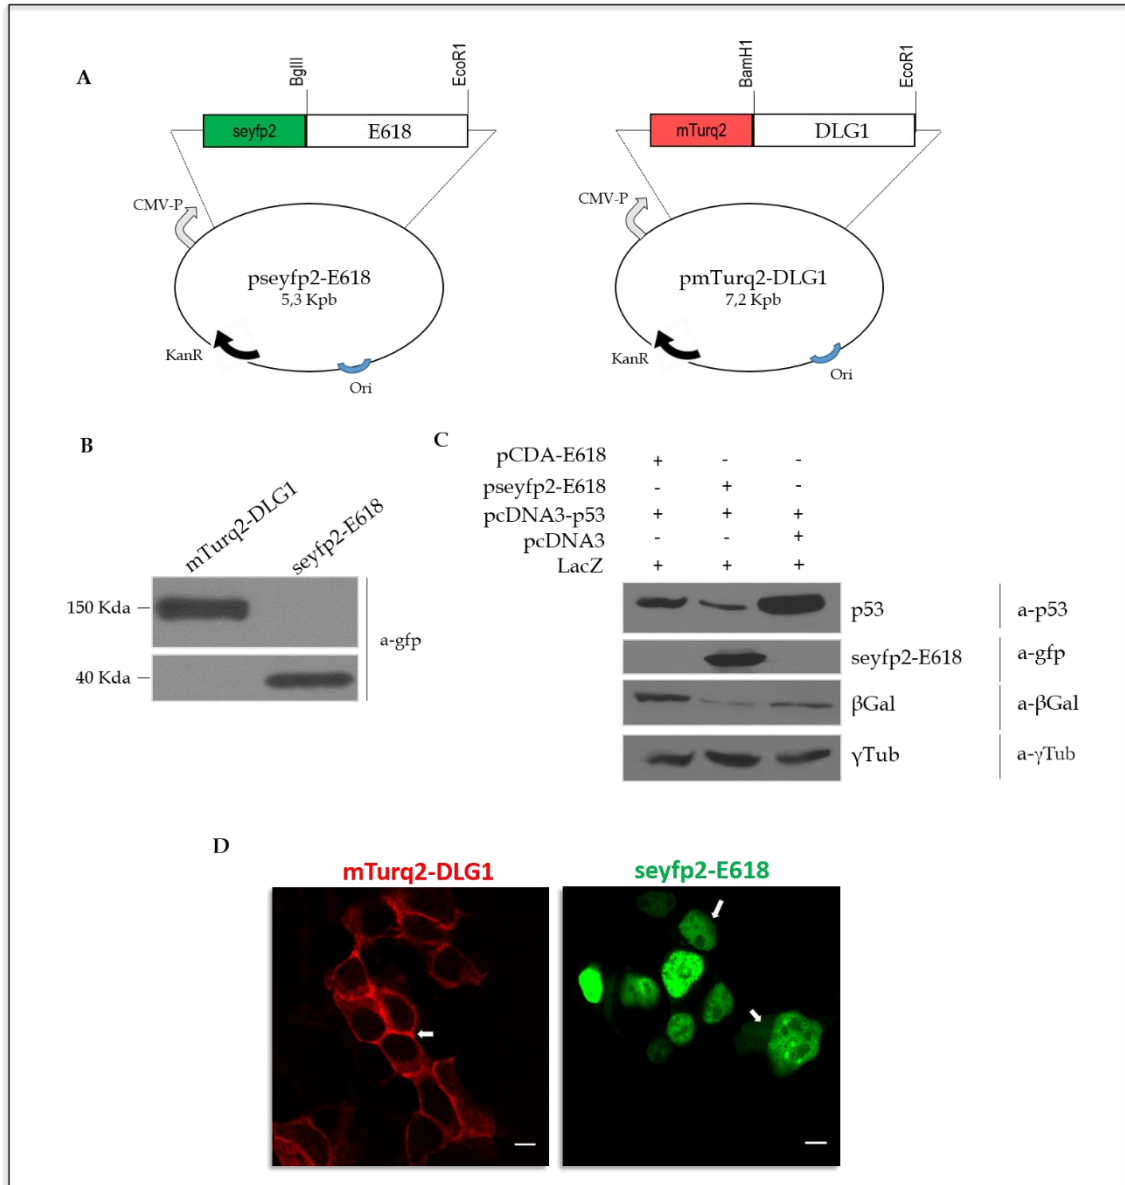 A
BglII
EcoR1
seyfp2
E618
CMV-P
pseyfp2-E618
5,3 Kpb
KanR
Ori
BamH1
EcoR1
mTurq2
DLG1
CMV-P
pmTurq2-DLG1
7,2 Kpb
KanR
Ori
B
mTurq2-DLG1
seyfp2-E618
150 Kda
40 Kda
a-gfp
C
pCDA-E618 + - -
pseyfp2-E618 - + -
pcDNA3-p53 + + +
pcDNA3 - - +
LacZ + + +
p53 a-p53
seyfp2-E618 a-gfp
βGal a-βGal
γTub a-γTub
D
mTurq2-DLG1
seyfp2-E618